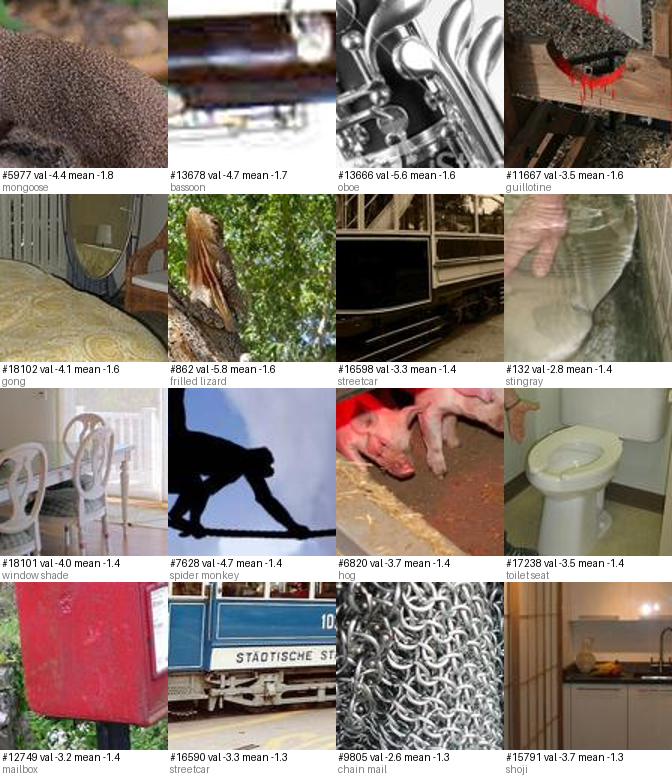 #5977 val -4.4 mean -1.8
mongoose
#13678 val -4.7 mean -1.7
bassoon
#13666 val -5.6 mean -1.6
oboe
#11667 val -3.5 mean -1.6
guillotine
#18102 val -4.1 mean -1.6
gong
#862 val -5.8 mean -1.6
frilled lizard
#16598 val -3.3 mean -1.4
streetcar
#132 val -2.8 mean -1.4
stingray
#18101 val -4.0 mean -1.4
window shade
#7628 val -4.7 mean -1.4
spider monkey
#6820 val -3.7 mean -1.4
hog
#17238 val -3.5 mean -1.4
toilet seat
10
STÄDTISCHE ST
#12749 val -3.2 mean -1.4
mailbox
#16590 val -3.3 mean -1.3
streetcar
#9805 val -2.6 mean -1.3
chain mail
#15791 val -3.7 mean -1.3
shoji